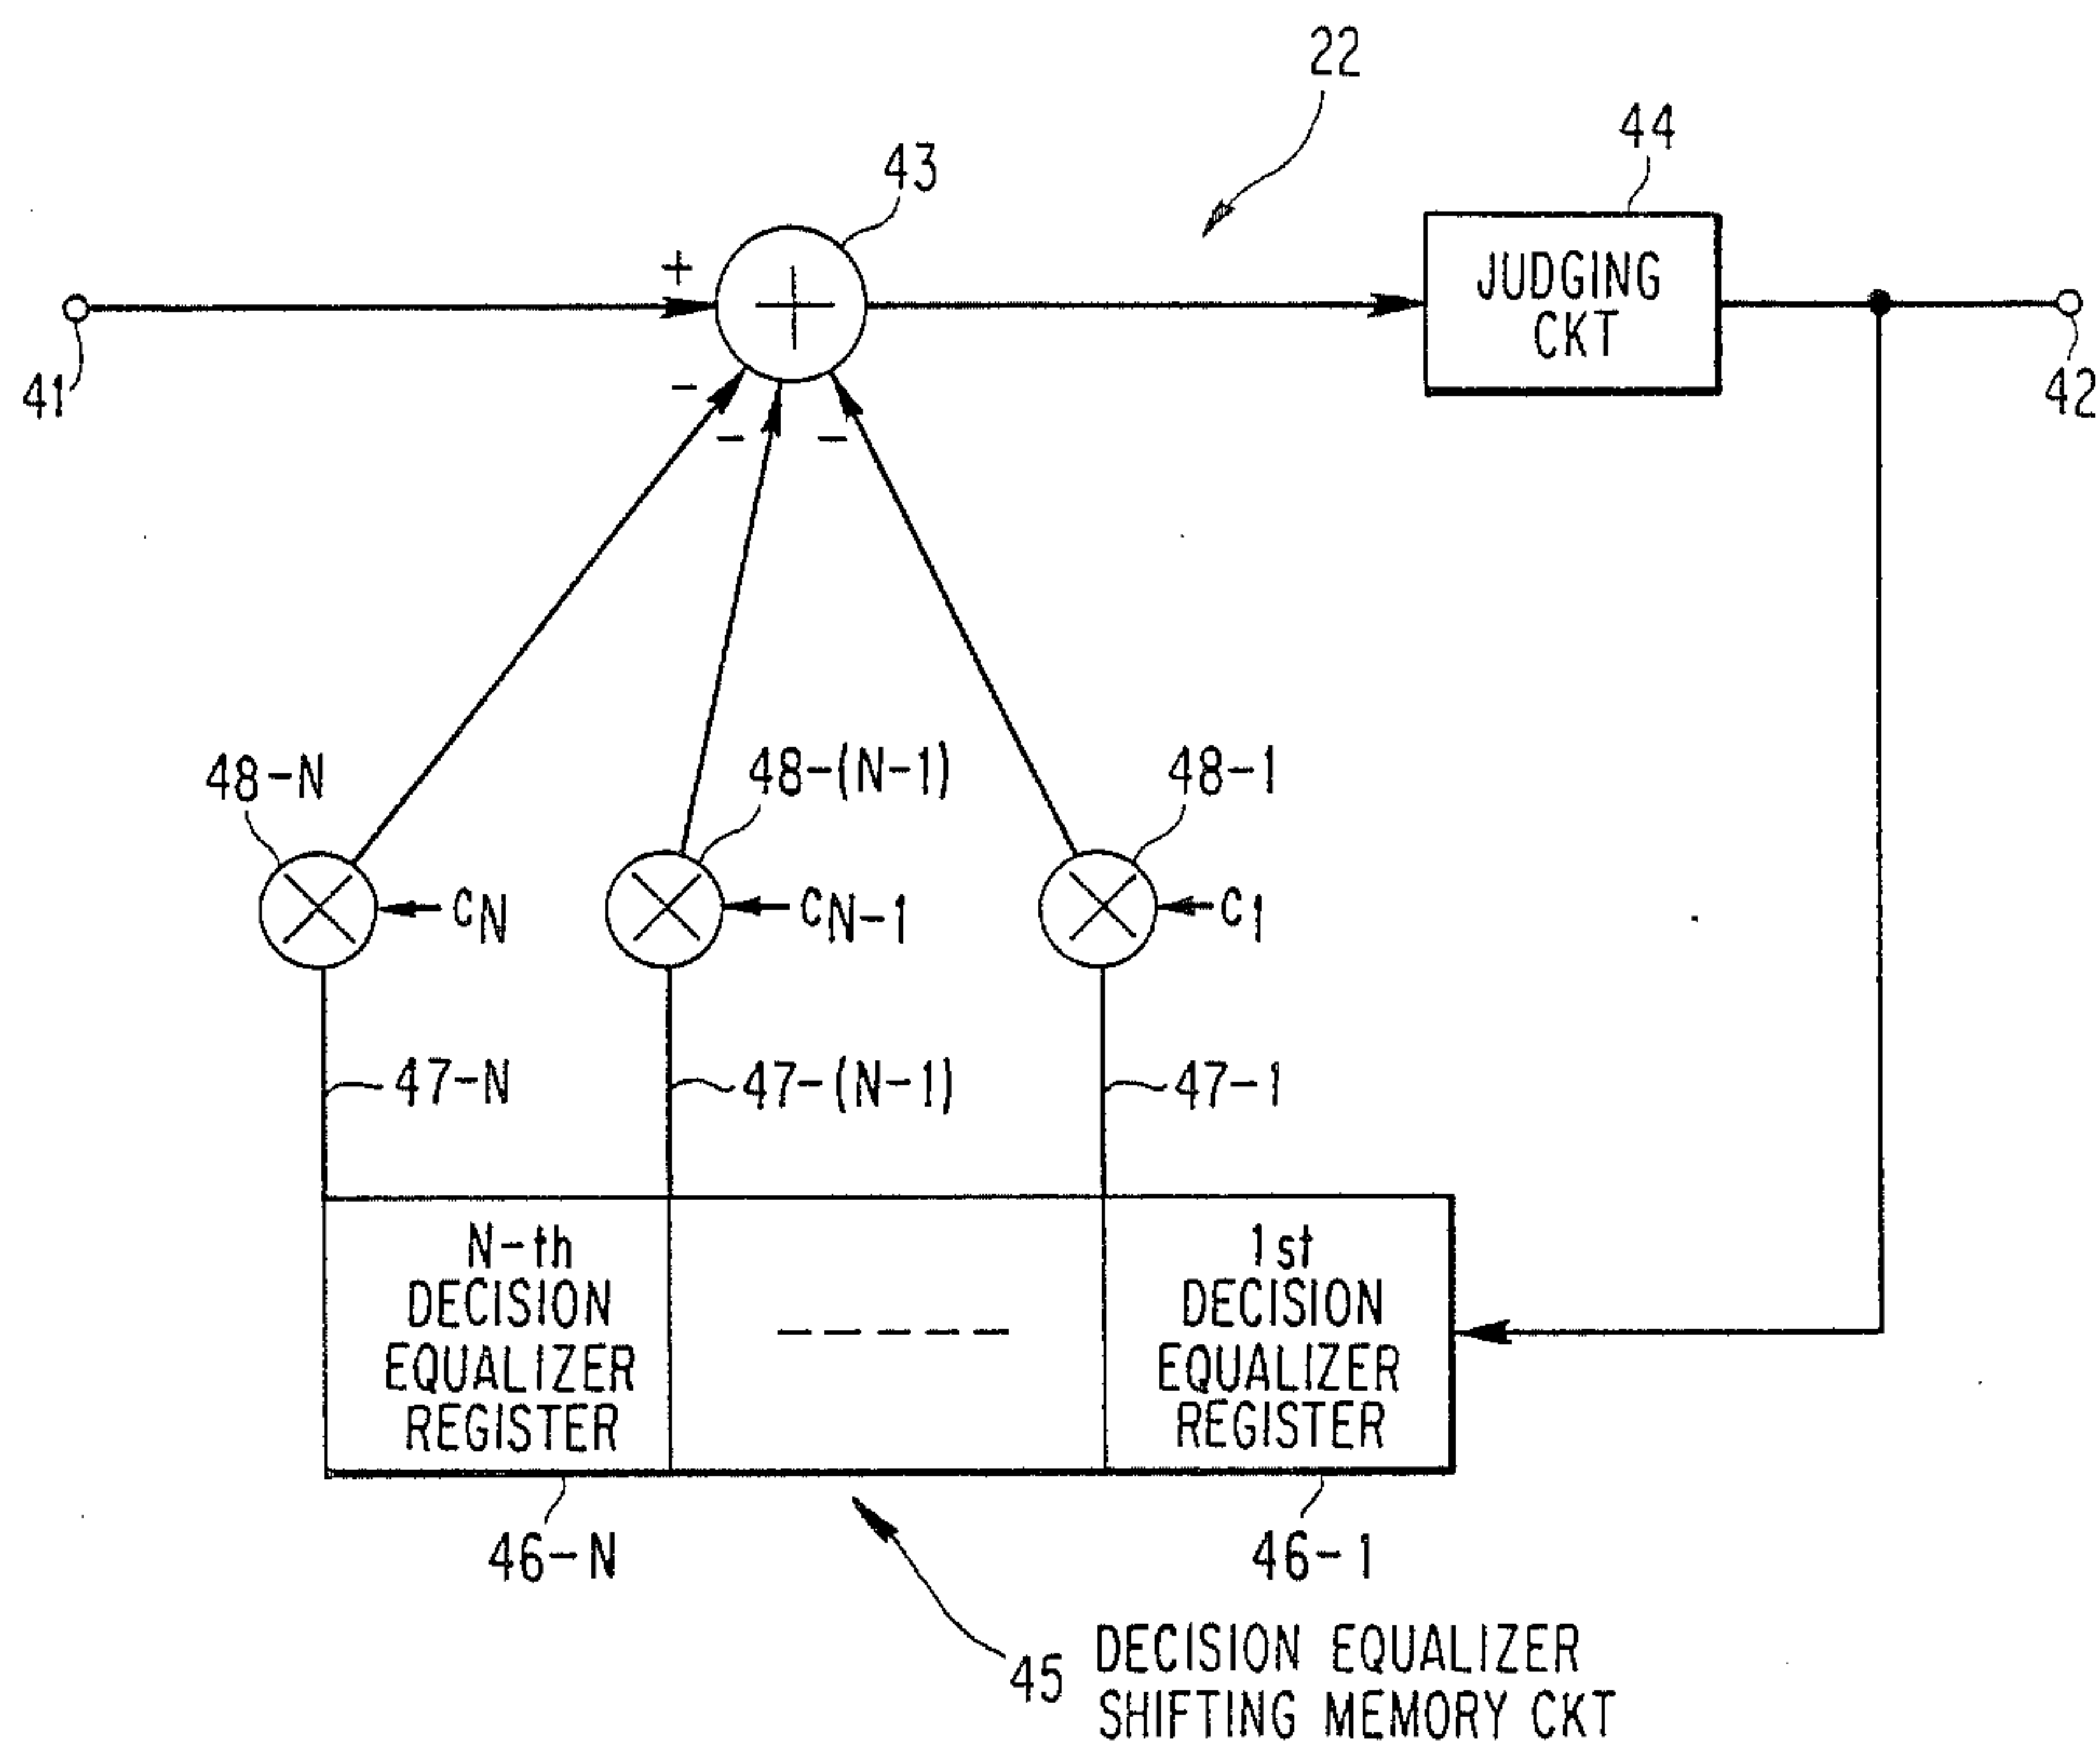 22
44
43
+
+
JUDGING
CKT
41
42
-
-
-
48-N
48-(N-1)
48-1
cN
cN-1
c1
47-N
47-(N-1)
47-1
N-th
DECISION
EQUALIZER
REGISTER
-----
1st
DECISION
EQUALIZER
REGISTER
46-N
46-1
45
DECISION EQUALIZER
SHIFTING MEMORY CKT